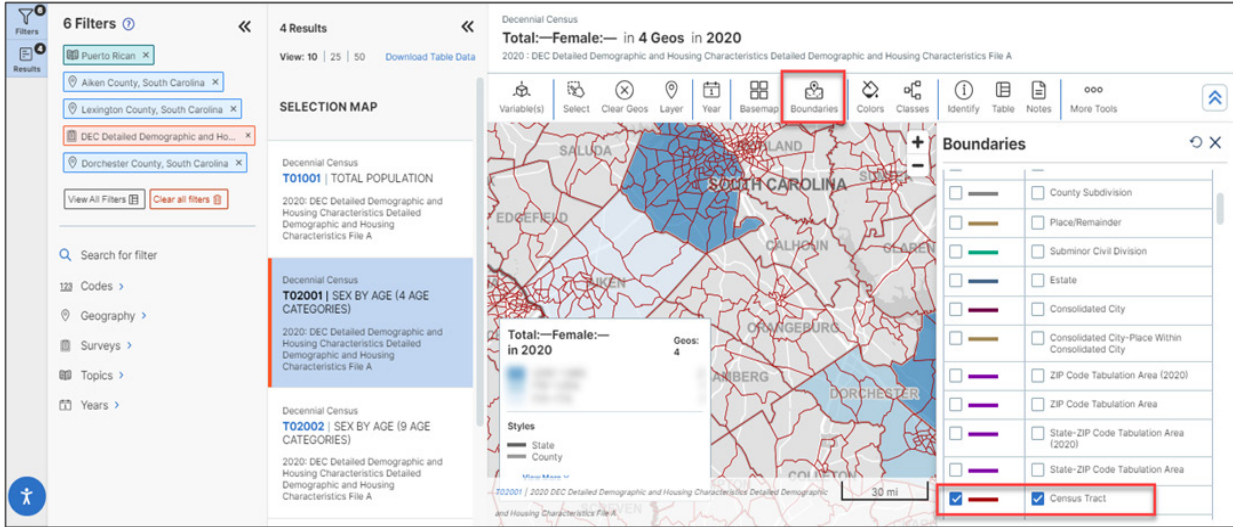 6
Filters
4
Results
6 Filters
Puerto Rican ×
Aiken County, South Carolina ×
Lexington County, South Carolina ×
DEC Detailed Demographic and Ho... ×
Dorchester County, South Carolina ×
View All Filters
Clear all filters
Search for filter
123 Codes >
Geography >
Surveys >
Topics >
Years >
4 Results
View: 10 | 25 | 50 Download Table Data
SELECTION MAP
Decennial Census
T01001 | TOTAL POPULATION
2020: DEC Detailed Demographic and
Housing Characteristics Detailed
Demographic and Housing
Characteristics File A
Decennial Census
T02001 | SEX BY AGE (4 AGE
CATEGORIES)
2020: DEC Detailed Demographic and
Housing Characteristics Detailed
Demographic and Housing
Characteristics File A
Decennial Census
T02002 | SEX BY AGE (9 AGE
CATEGORIES)
2020: DEC Detailed Demographic and
Housing Characteristics Detailed
Demographic and Housing
Characteristics File A
Decennial Census
Total:—Female:— in 4 Geos in 2020
2020 : DEC Detailed Demographic and Housing Characteristics Detailed Demographic and Housing Characteristics File A
Variable(s)
Select
Clear Geos
Layer
Year
Basemap
Boundaries
Colors
Classes
Identify
Table
Notes
More Tools
SALUDA
SOUTH CAROLINA
EDGEFIELD
CALHOUN
AIKEN
ORANGEBURG
DORCHESTER
+
−
Total:—Female:—
in 2020
Geos:
4
Styles
State
County
View More
T02001 | 2020 DEC Detailed Demographic and Housing Characteristics Detailed Demographic
and Housing Characteristics File A
30 mi
Boundaries
County Subdivision
Place/Remainder
Subminor Civil Division
Estate
Consolidated City
Consolidated City-Place Within
Consolidated City
ZIP Code Tabulation Area (2020)
ZIP Code Tabulation Area
State-ZIP Code Tabulation Area
(2020)
State-ZIP Code Tabulation Area
Census Tract